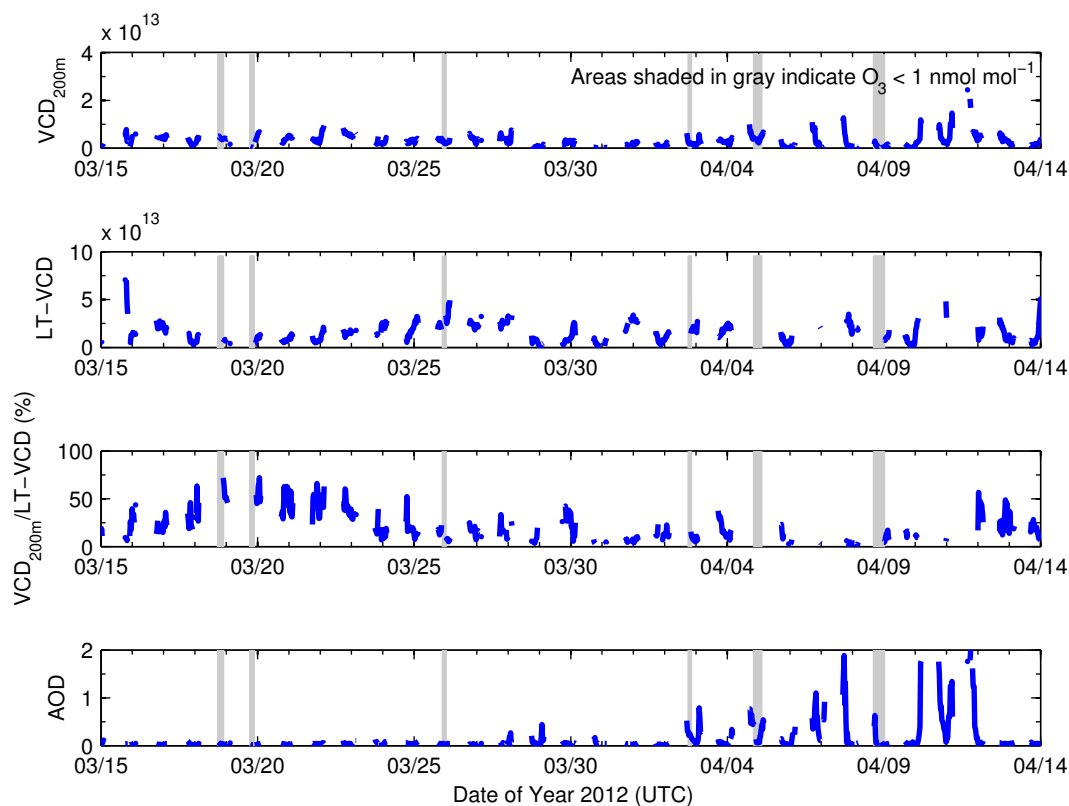 x 10^13
4
2
0
VCD_200m
Areas shaded in gray indicate O_3 < 1 nmol mol^−1
03/15 03/20 03/25 03/30 04/04 04/09 04/14
x 10^13
10
5
0
LT−VCD
03/15 03/20 03/25 03/30 04/04 04/09 04/14
100
50
0
VCD_200m/LT−VCD (%)
03/15 03/20 03/25 03/30 04/04 04/09 04/14
2
1
0
AOD
03/15 03/20 03/25 03/30 04/04 04/09 04/14
Date of Year 2012 (UTC)